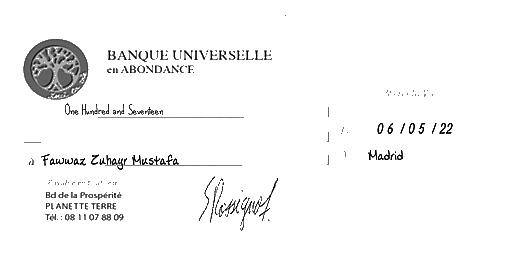 BANQUE UNIVERSELLE
en ABONDANCE
One Hundred and Seventeen
06/05/22
à Fawwaz Zuhayr Mustafa
Madrid
Bd de la Prospérité
PLANETTE TERRE
Tél. : 08 11 07 88 09